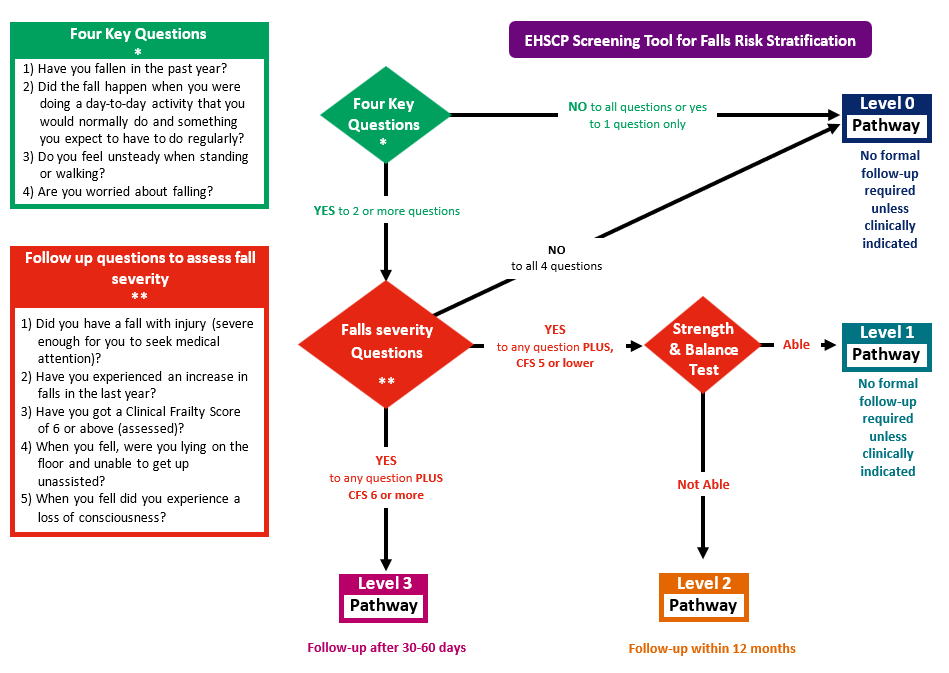 EHSCP Screening Tool for Falls Risk Stratification
Four Key Questions
*
1) Have you fallen in the past year?
2) Did the fall happen when you were
doing a day-to-day activity that you
would normally do and something
you expect to have to do regularly?
3) Do you feel unsteady when standing
or walking?
4) Are you worried about falling?
Follow up questions to assess fall
severity
**
1) Did you have a fall with injury (severe
enough for you to seek medical
attention)?
2) Have you experienced an increase in
falls in the last year?
3) Have you got a Clinical Frailty Score
of 6 or above (assessed)?
4) When you fell, were you lying on the
floor and unable to get up
unassisted?
5) When you fell did you experience a
loss of consciousness?
Four Key
Questions
*
NO to all questions or yes
to 1 question only
Level 0
Pathway
No formal
follow-up
required
unless
clinically
indicated
YES to 2 or more questions
NO
to all 4 questions
Falls severity
Questions
**
YES
to any question PLUS,
CFS 5 or lower
Strength
& Balance
Test
Able
Level 1
Pathway
No formal
follow-up
required
unless
clinically
indicated
YES
to any question PLUS
CFS 6 or more
Not Able
Level 3
Pathway
Follow-up after 30-60 days
Level 2
Pathway
Follow-up within 12 months